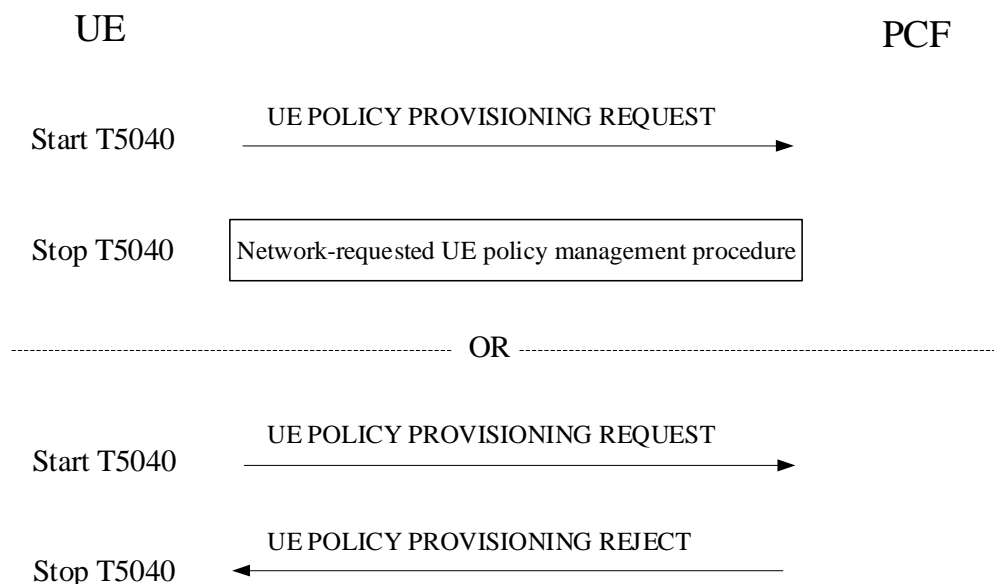 UE
PCF
UE POLICY PROVISIONING REQUEST
Start T5040
Stop T5040
Network-requested UE policy management procedure
OR
UE POLICY PROVISIONING REQUEST
Start T5040
UE POLICY PROVISIONING REJECT
Stop T5040